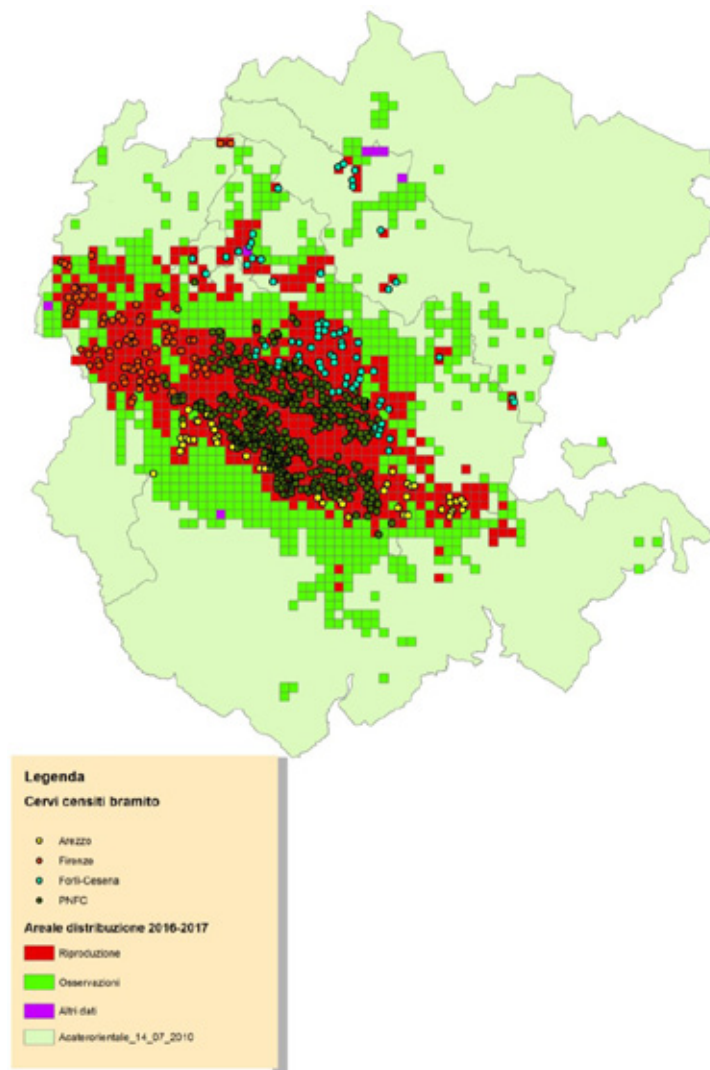 Legenda
Cervi censiti bramito
Arezzo
Firenze
Forlì-Cesena
PNFC
Areale distribuzione 2016-2017
Riproduzione
Osservazioni
Altri dati
Acaterorientale_14_07_2010